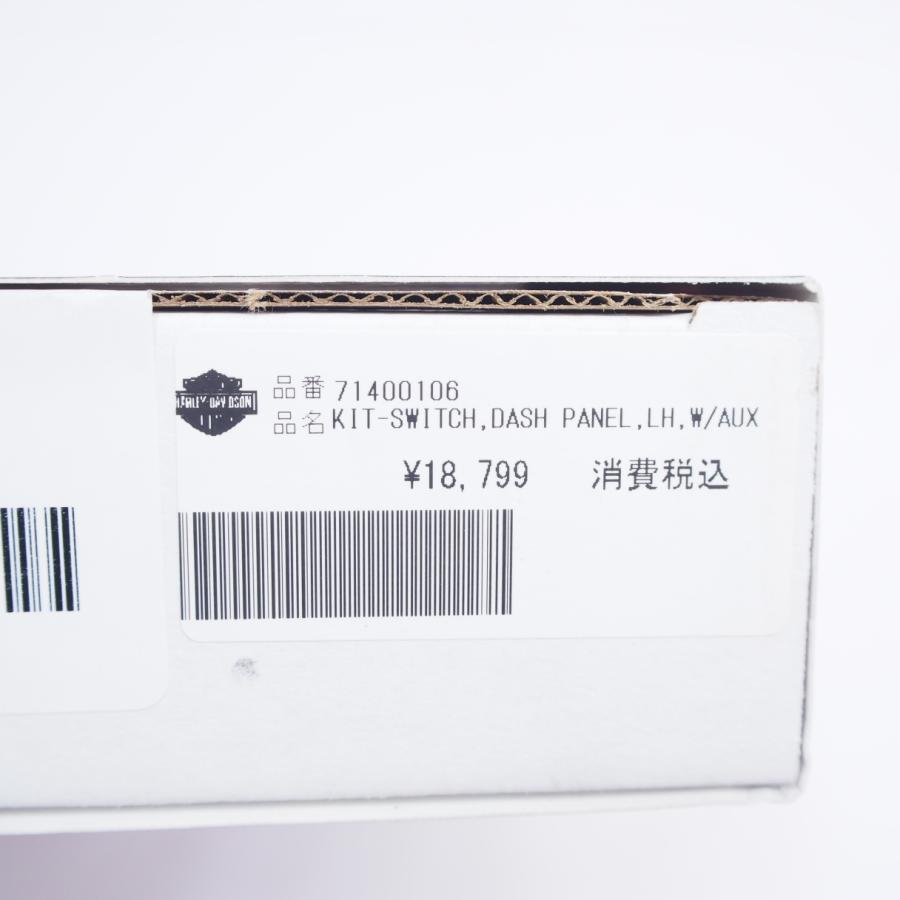 HARLEY-DAVIDSON
品番 71400106
品名 KIT-SWITCH,DASH PANEL,LH,W/AUX
¥18,799 消費税込